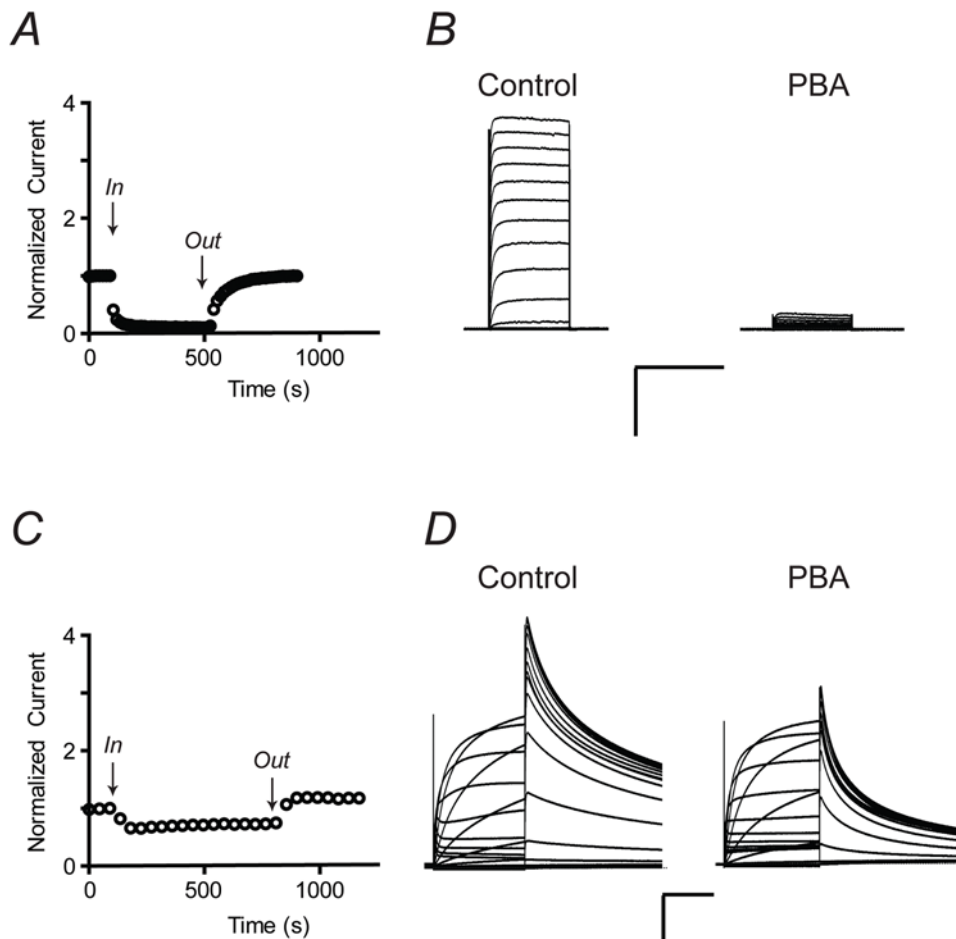 A
B
Control
PBA
4
2
0
Normalized Current
In
Out
0
500
1000
Time (s)
C
D
Control
PBA
4
2
0
Normalized Current
In
Out
0
500
1000
Time (s)